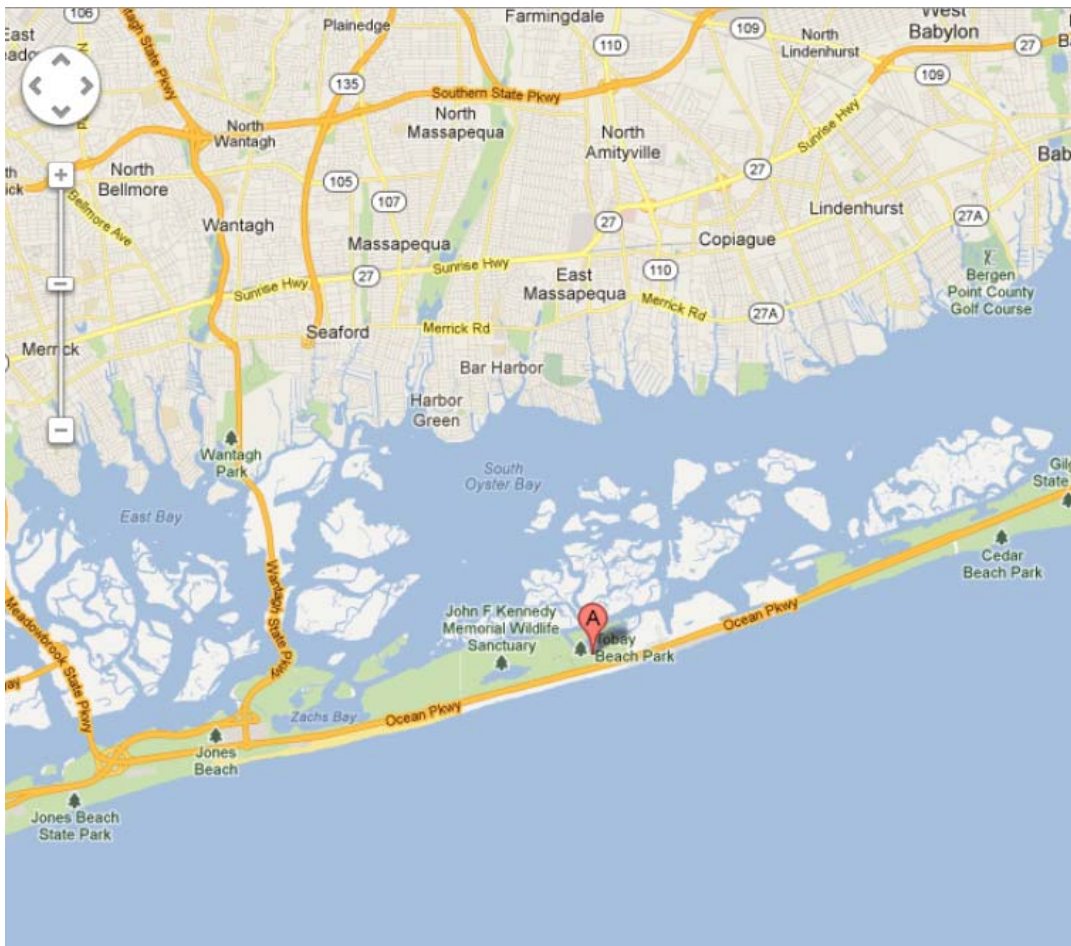 106
Plainedge
Farmingdale
West
Babylon
East
Wantagh State Pkwy
110
109
North
Lindenhurst
27
109
135
Southern State Pkwy
North
Massapequa
North
Wantagh
North
Amityville
Sunrise Hwy
27
North
Bellmore
105
107
Bellmore Ave
Wantagh
27
Lindenhurst
27A
Massapequa
Copiague
Sunrise Hwy
27
Sunrise Hwy
East
Massapequa
110
Bergen
Point County
Golf Course
Merrick Rd
27A
Merrick
Seaford
Merrick Rd
Bar Harbor
Harbor
Green
Wantagh
Park
South
Oyster Bay
East Bay
Wantagh State Pkwy
Cedar
Beach Park
Meadowbrook State Pkwy
John F Kennedy
Memorial Wildlife
Sanctuary
A
Tobay
Beach Park
Ocean Pkwy
Zachs Bay
Ocean Pkwy
Jones
Beach
Jones Beach
State Park